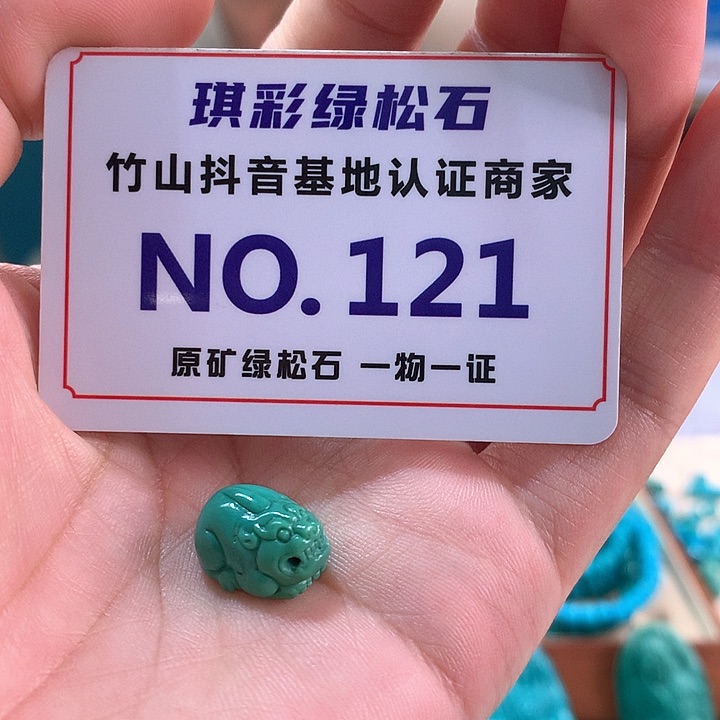 琪彩绿松石
竹山抖音基地认证商家
NO.121
原矿绿松石 一物一证